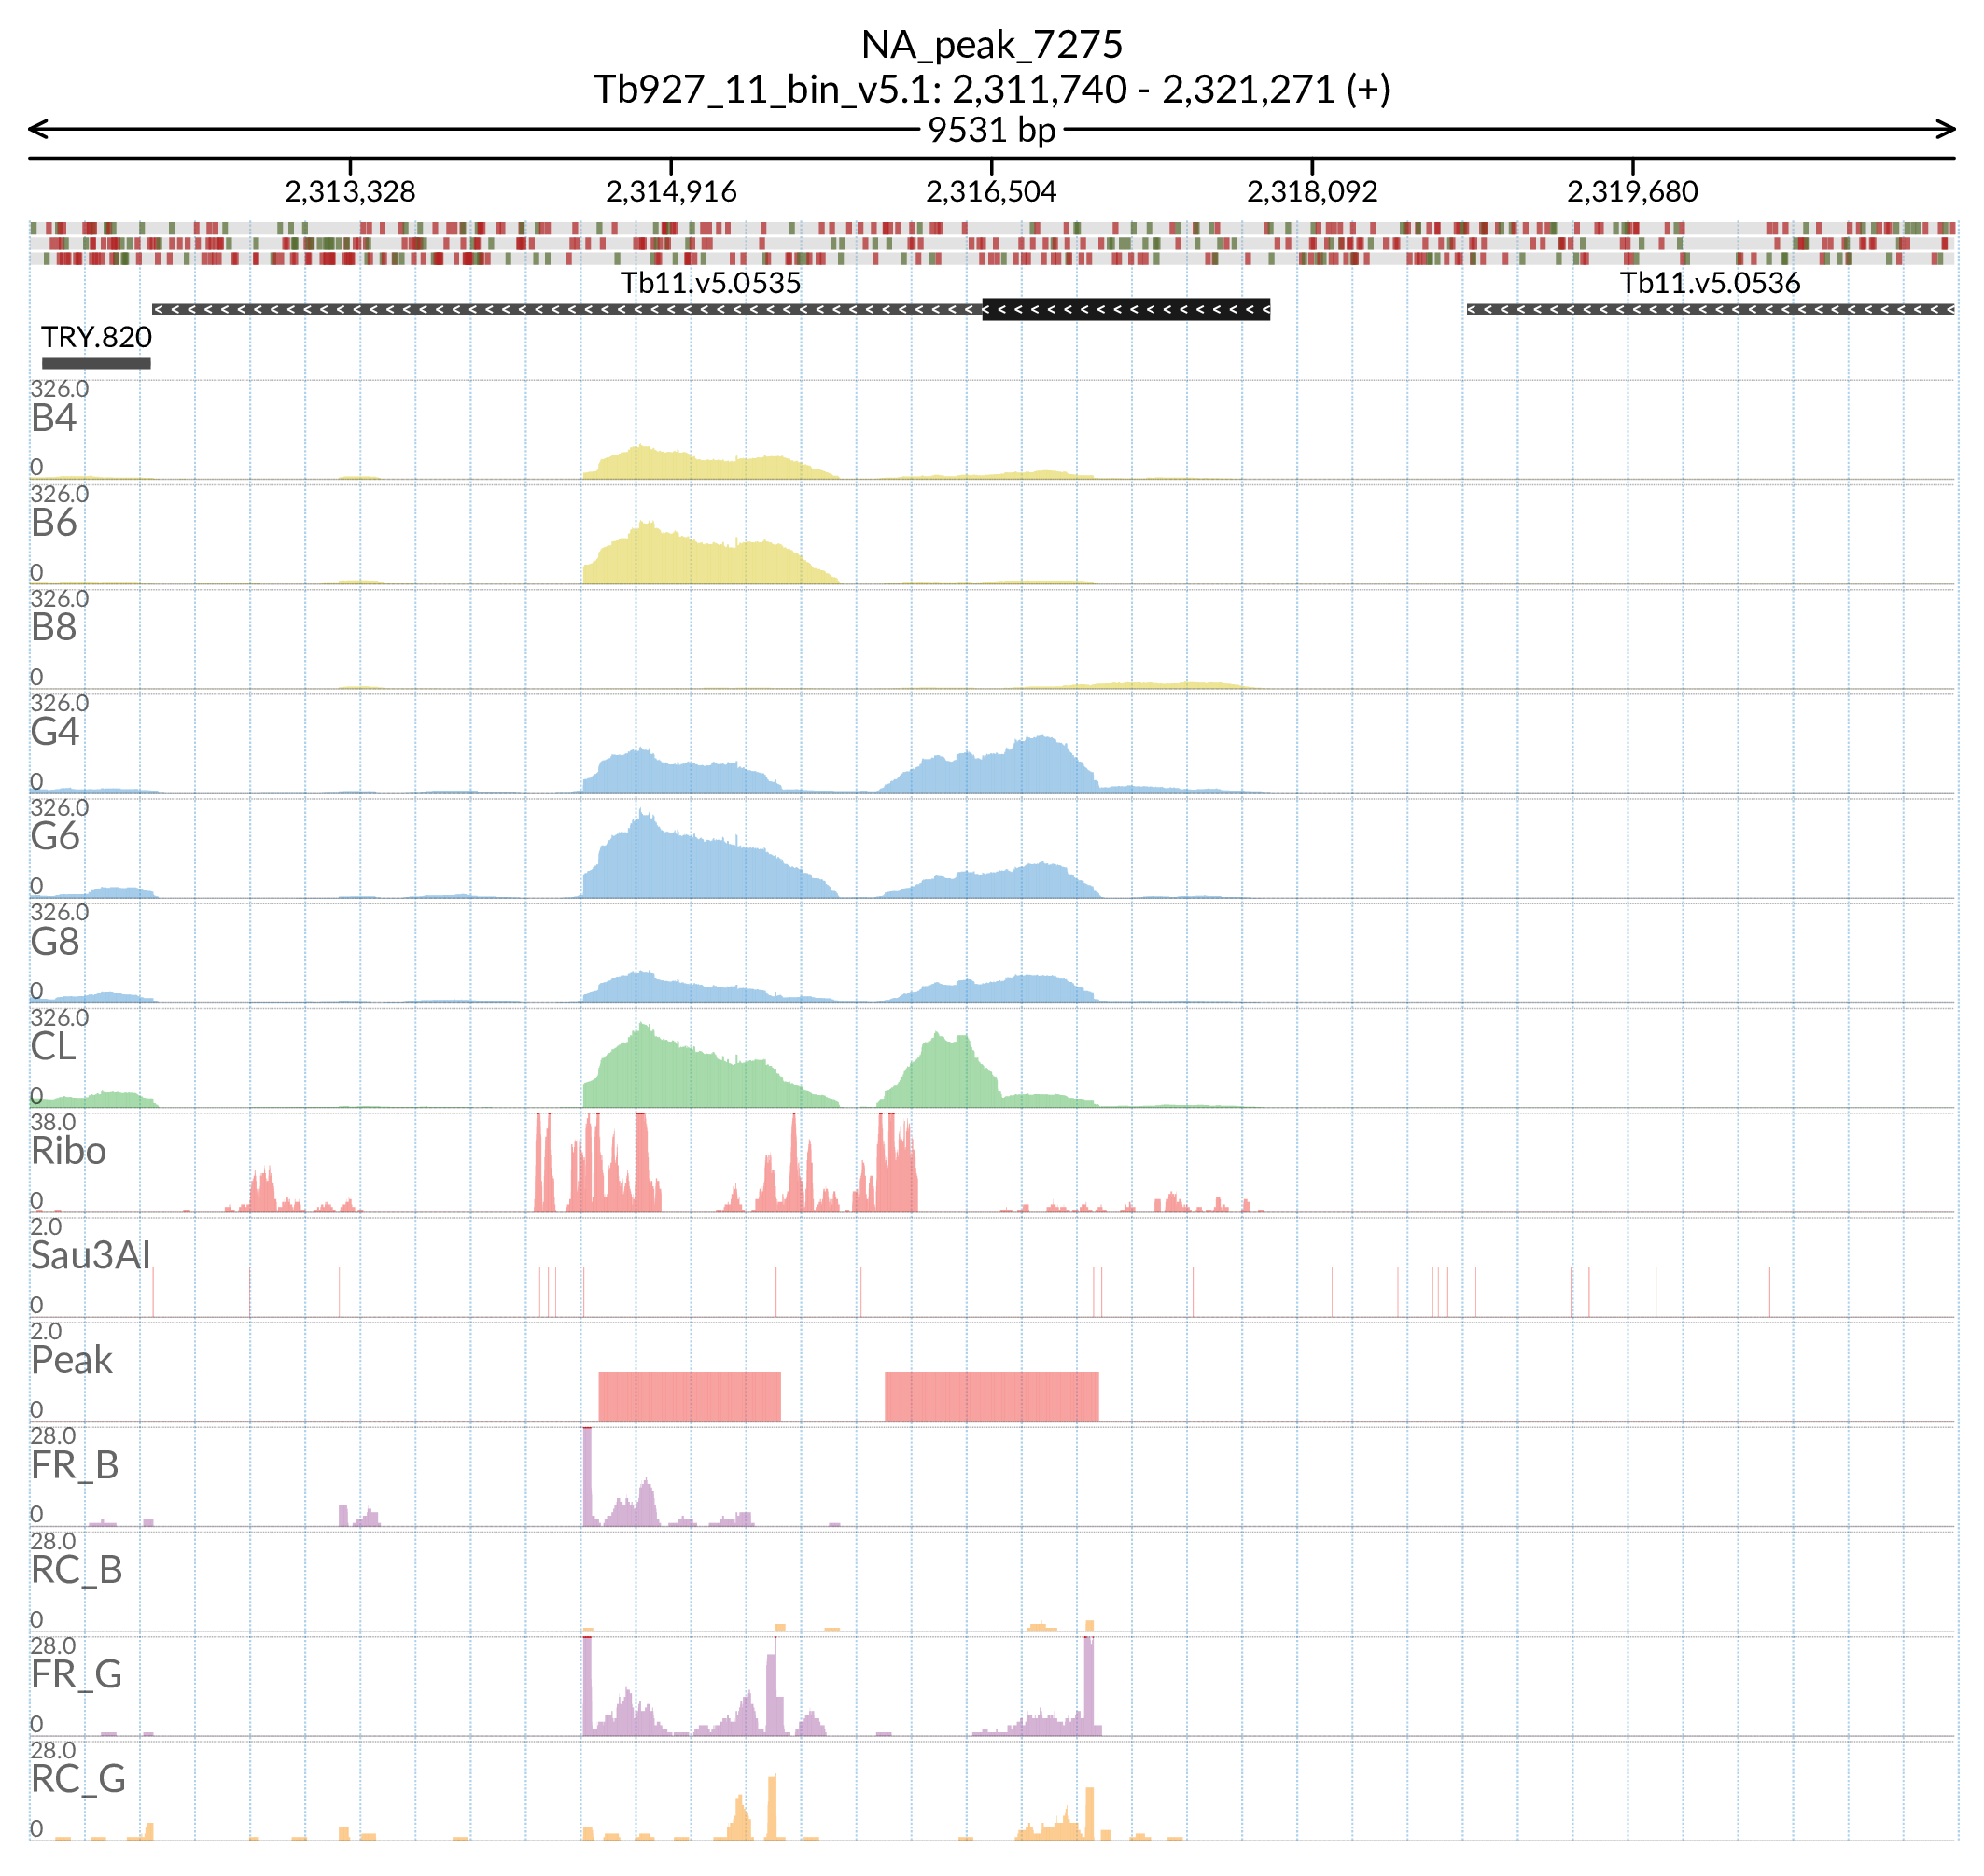 NA_peak_7275
Tb927_11_bin_v5.1: 2,311,740 - 2,321,271 (+)
9531 bp
2,313,328 2,314,916 2,316,504 2,318,092 2,319,680
Tb11.v5.0535 Tb11.v5.0536
TRY.820
326.0
B4
0
326.0
B6
0
326.0
B8
0
326.0
G4
0
326.0
G6
0
326.0
G8
0
326.0
CL
0
38.0
Ribo
0
2.0
Sau3AI
0
2.0
Peak
0
28.0
FR_B
0
28.0
RC_B
0
28.0
FR_G
0
28.0
RC_G
0